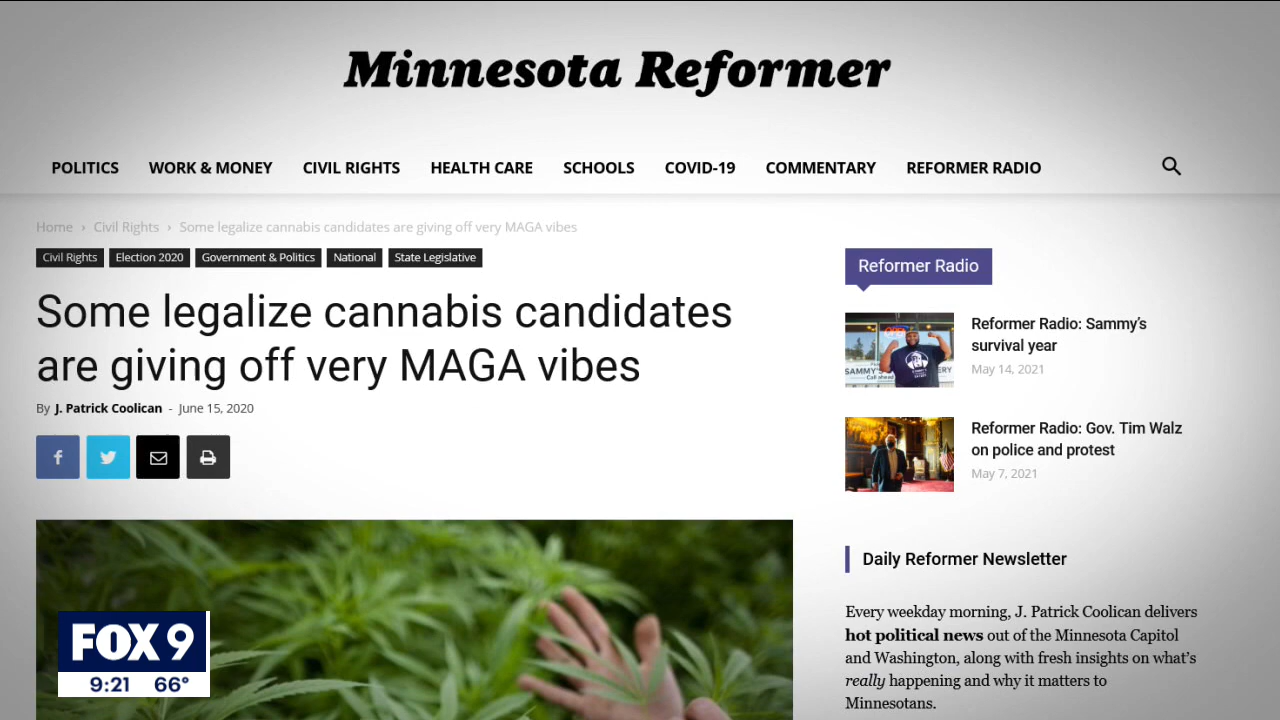 Minnesota Reformer
POLITICS WORK & MONEY CIVIL RIGHTS HEALTH CARE SCHOOLS COVID-19 COMMENTARY REFORMER RADIO
Home › Civil Rights › Some legalize cannabis candidates are giving off very MAGA vibes
Civil Rights Election 2020 Government & Politics National State Legislative
Some legalize cannabis candidates
are giving off very MAGA vibes
By J. Patrick Coolican - June 15, 2020
Reformer Radio
Reformer Radio: Sammy's
survival year
May 14, 2021
Reformer Radio: Gov. Tim Walz
on police and protest
May 7, 2021
Daily Reformer Newsletter
Every weekday morning, J. Patrick Coolican delivers
hot political news out of the Minnesota Capitol
and Washington, along with fresh insights on what's
really happening and why it matters to
Minnesotans.
FOX 9
9:21 66°